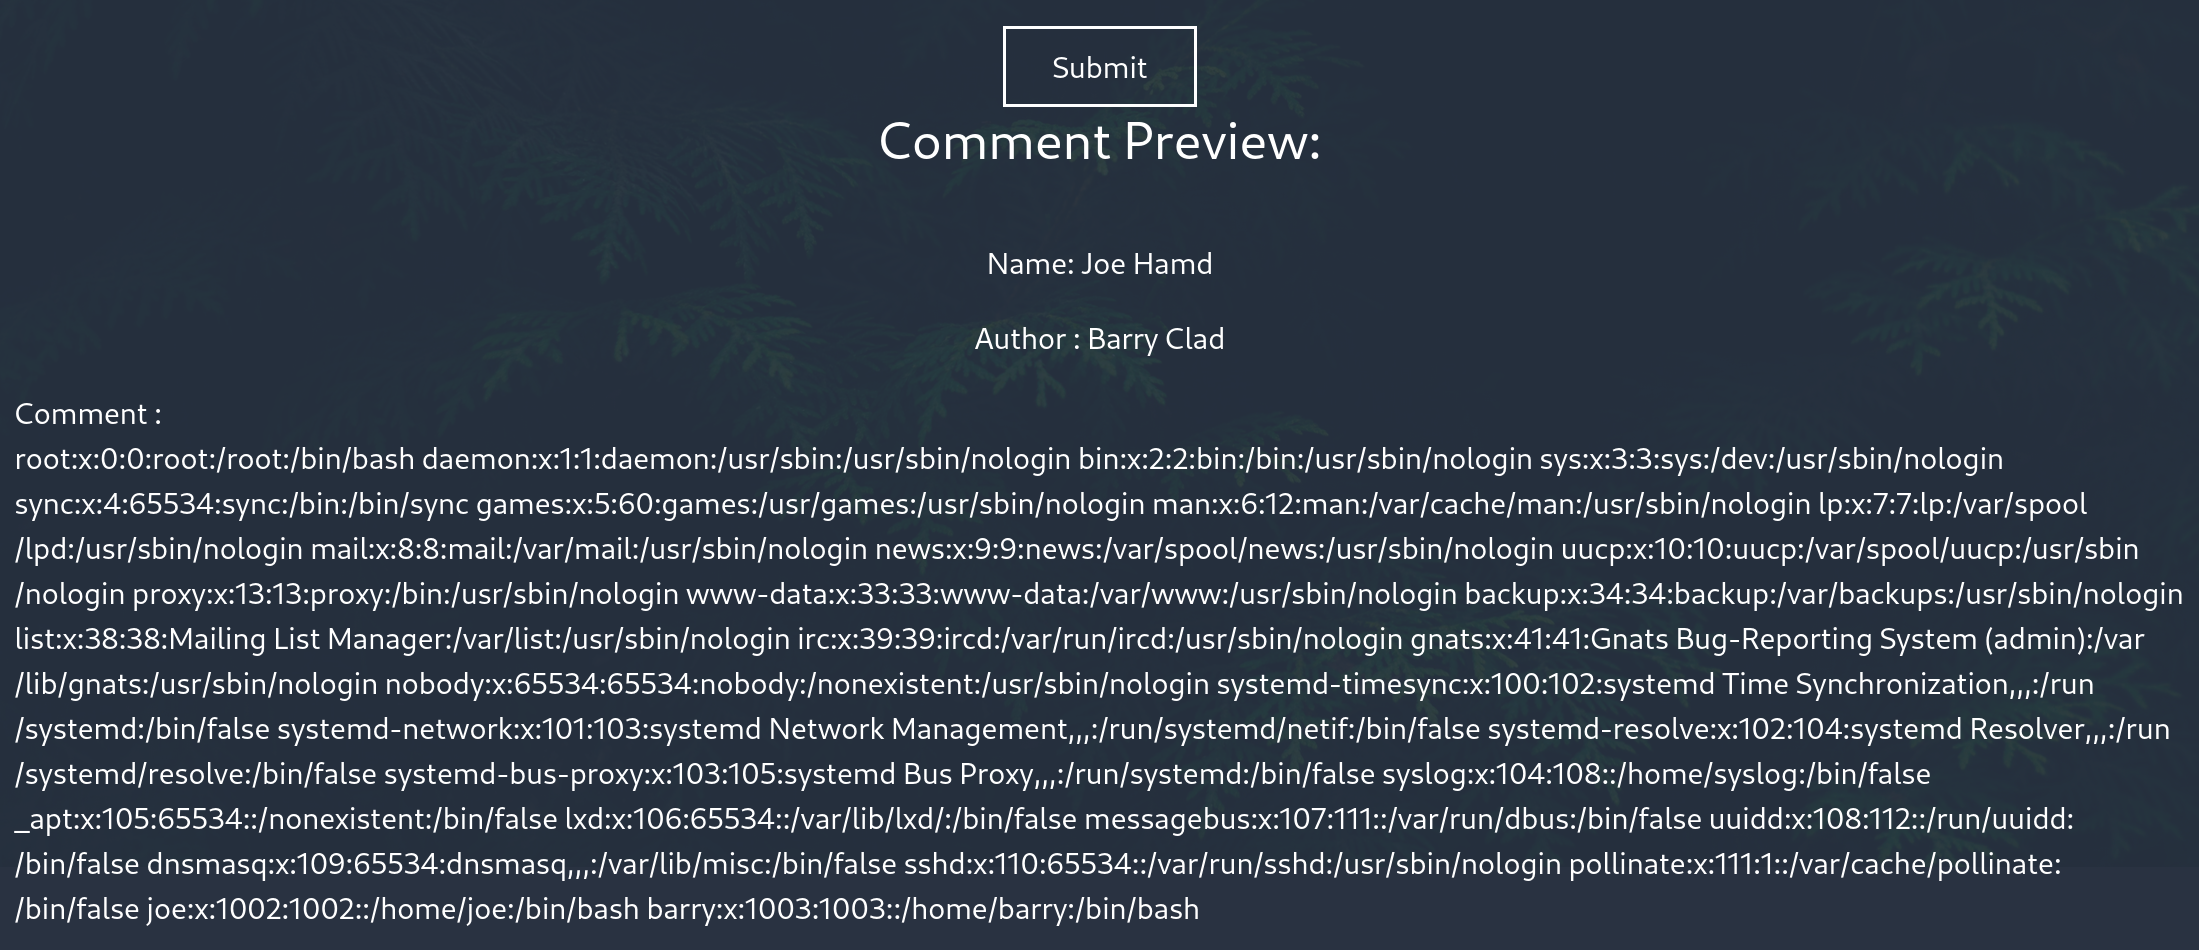 Submit
Comment Preview:
Name: Joe Hamd
Author : Barry Clad
Comment :
root:x:0:0:root:/root:/bin/bash daemon:x:1:1:daemon:/usr/sbin:/usr/sbin/nologin bin:x:2:2:bin:/bin:/usr/sbin/nologin sys:x:3:3:sys:/dev:/usr/sbin/nologin
sync:x:4:65534:sync:/bin:/bin/sync games:x:5:60:games:/usr/games:/usr/sbin/nologin man:x:6:12:man:/var/cache/man:/usr/sbin/nologin lp:x:7:7:lp:/var/spool
/lpd:/usr/sbin/nologin mail:x:8:8:mail:/var/mail:/usr/sbin/nologin news:x:9:9:news:/var/spool/news:/usr/sbin/nologin uucp:x:10:10:uucp:/var/spool/uucp:/usr/sbin
/nologin proxy:x:13:13:proxy:/bin:/usr/sbin/nologin www-data:x:33:33:www-data:/var/www:/usr/sbin/nologin backup:x:34:34:backup:/var/backups:/usr/sbin/nologin
list:x:38:38:Mailing List Manager:/var/list:/usr/sbin/nologin irc:x:39:39:ircd:/var/run/ircd:/usr/sbin/nologin gnats:x:41:41:Gnats Bug-Reporting System (admin):/var
/lib/gnats:/usr/sbin/nologin nobody:x:65534:65534:nobody:/nonexistent:/usr/sbin/nologin systemd-timesync:x:100:102:systemd Time Synchronization,,,:/run
/systemd:/bin/false systemd-network:x:101:103:systemd Network Management,,,:/run/systemd/netif:/bin/false systemd-resolve:x:102:104:systemd Resolver,,,:/run
/systemd/resolve:/bin/false systemd-bus-proxy:x:103:105:systemd Bus Proxy,,,:/run/systemd:/bin/false syslog:x:104:108::/home/syslog:/bin/false
_apt:x:105:65534::/nonexistent:/bin/false lxd:x:106:65534::/var/lib/lxd/:/bin/false messagebus:x:107:111::/var/run/dbus:/bin/false uuidd:x:108:112::/run/uuidd:
/bin/false dnsmasq:x:109:65534:dnsmasq,,,:/var/lib/misc:/bin/false sshd:x:110:65534::/var/run/sshd:/usr/sbin/nologin pollinate:x:111:1::/var/cache/pollinate:
/bin/false joe:x:1002:1002::/home/joe:/bin/bash barry:x:1003:1003::/home/barry:/bin/bash